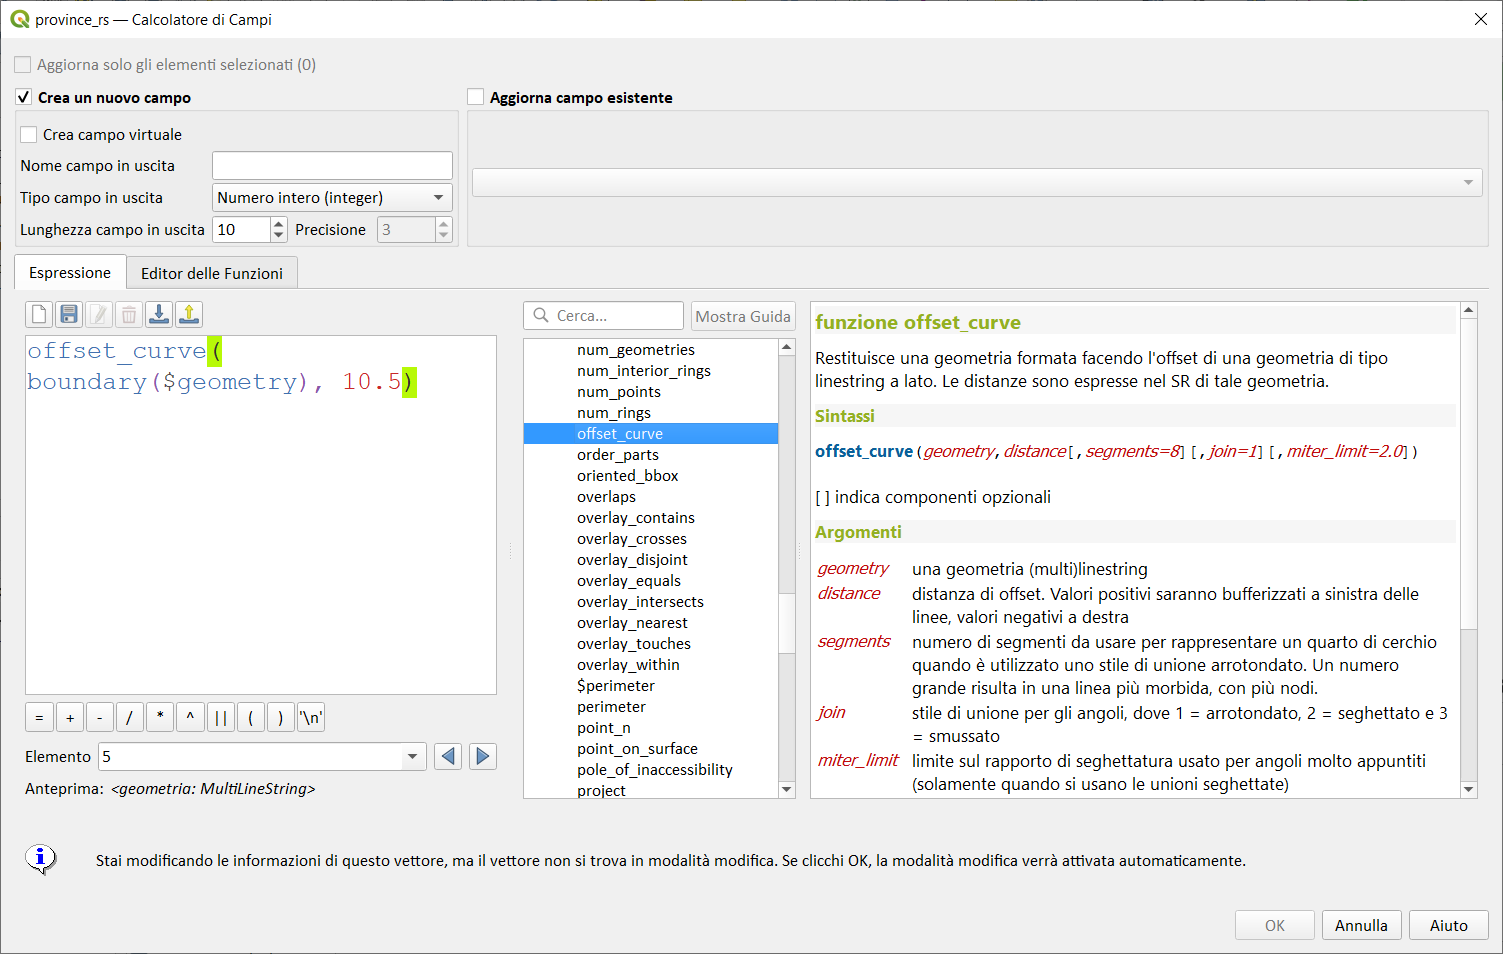 province_rs — Calcolatore di Campi
Aggiorna solo gli elementi selezionati (0)
Crea un nuovo campo
Aggiorna campo esistente
Crea campo virtuale
Nome campo in uscita
Tipo campo in uscita Numero intero (integer)
Lunghezza campo in uscita 10 Precisione 3
Espressione Editor delle Funzioni
offset_curve(
boundary($geometry), 10.5)
= + - / * ^ || ( ) '\n'
Elemento 5
Anteprima: <geometria: MultiLineString>
Cerca... Mostra Guida
num_geometries
num_interior_rings
num_points
num_rings
offset_curve
order_parts
oriented_bbox
overlaps
overlay_contains
overlay_crosses
overlay_disjoint
overlay_equals
overlay_intersects
overlay_nearest
overlay_touches
overlay_within
$perimeter
perimeter
point_n
point_on_surface
pole_of_inaccessibility
project
funzione offset_curve
Restituisce una geometria formata facendo l'offset di una geometria di tipo
linestring a lato. Le distanze sono espresse nel SR di tale geometria.
Sintassi
offset_curve(geometry,distance[,segments=8][,join=1][,miter_limit=2.0])
[ ] indica componenti opzionali
Argomenti
geometry una geometria (multi)linestring
distance distanza di offset. Valori positivi saranno bufferizzati a sinistra delle
linee, valori negativi a destra
segments numero di segmenti da usare per rappresentare un quarto di cerchio
quando è utilizzato uno stile di unione arrotondato. Un numero
grande risulta in una linea più morbida, con più nodi.
join stile di unione per gli angoli, dove 1 = arrotondato, 2 = seghettato e 3
= smussato
miter_limit limite sul rapporto di seghettatura usato per angoli molto appuntiti
(solamente quando si usano le unioni seghettate)
Stai modificando le informazioni di questo vettore, ma il vettore non si trova in modalità modifica. Se clicchi OK, la modalità modifica verrà attivata automaticamente.
OK Annulla Aiuto